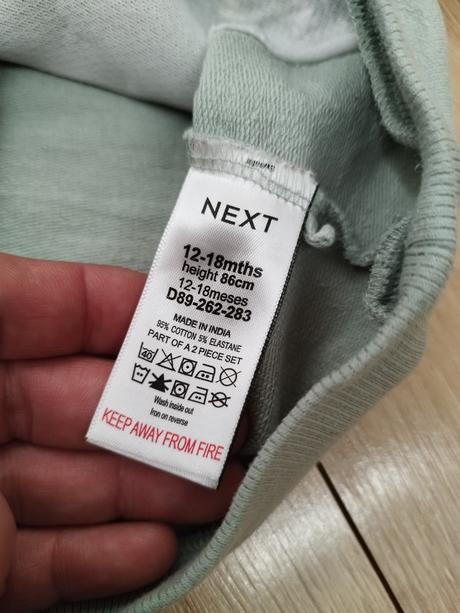 NEXT
12-18mths
height 86cm
12-18meses
D89-262-283
MADE IN INDIA
95% COTTON 5% ELASTANE
PART OF A 2 PIECE SET
40
Wash inside out
Iron on reverse
KEEP AWAY FROM FIRE